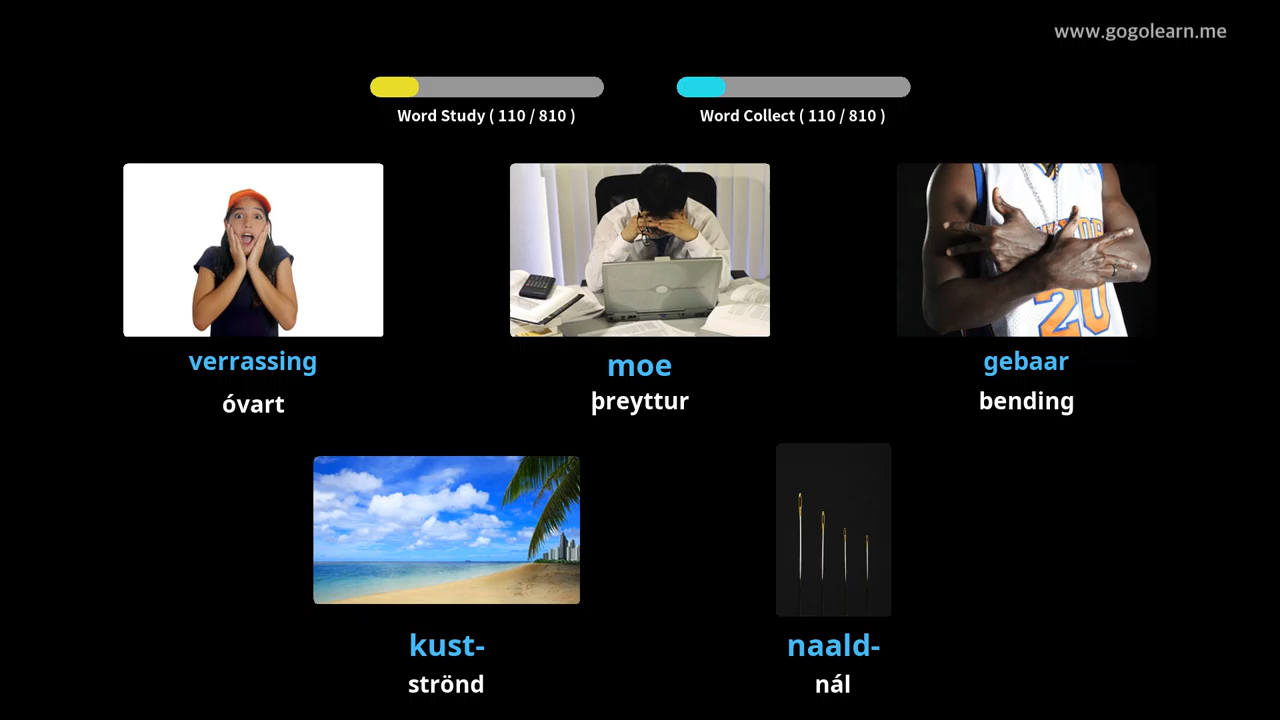 www.gogolearn.me
Word Study ( 110 / 810 )
Word Collect ( 110 / 810 )
20
verrassing
moe
gebaar
óvart
þreyttur
bending
kust-
naald-
strönd
nál